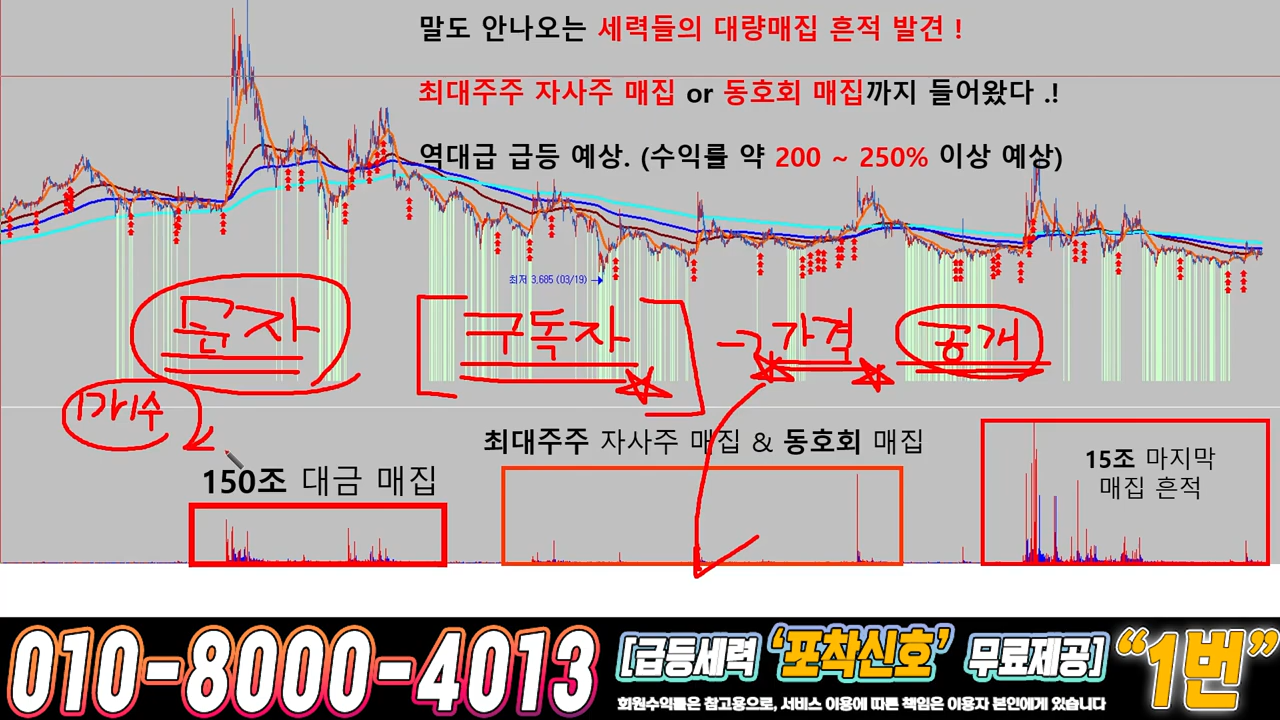 말도 안나오는 세력들의 대량매집 흔적 발견 !
최대주주 자사주 매집 or 동호회 매집까지 들어왔다 .!
역대급 급등 예상. (수익률 약 200 ~ 250% 이상 예상)
최저 3,685 (03/19)
문자
구독자
가격 공개
최대주주 자사주 매집 & 동호회 매집
150조 대금 매집
15조 마지막
매집 흔적
010-8000-4013
[급등세력 '포착신호' 무료제공] "1번"
회원수익률은 참고용으로, 서비스 이용에 따른 책임은 이용자 본인에게 있습니다